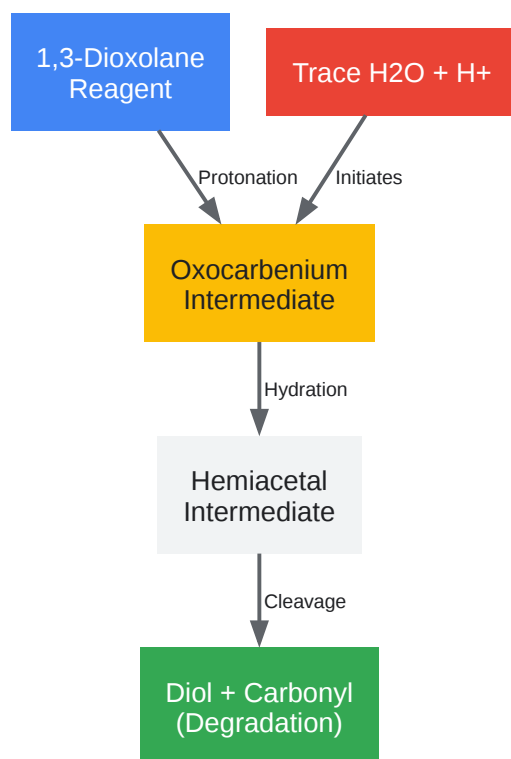 1,3-Dioxolane
Reagent
Trace H2O + H+
Protonation
Initiates
Oxocarbenium
Intermediate
Hydration
Hemiacetal
Intermediate
Cleavage
Diol + Carbonyl
(Degradation)